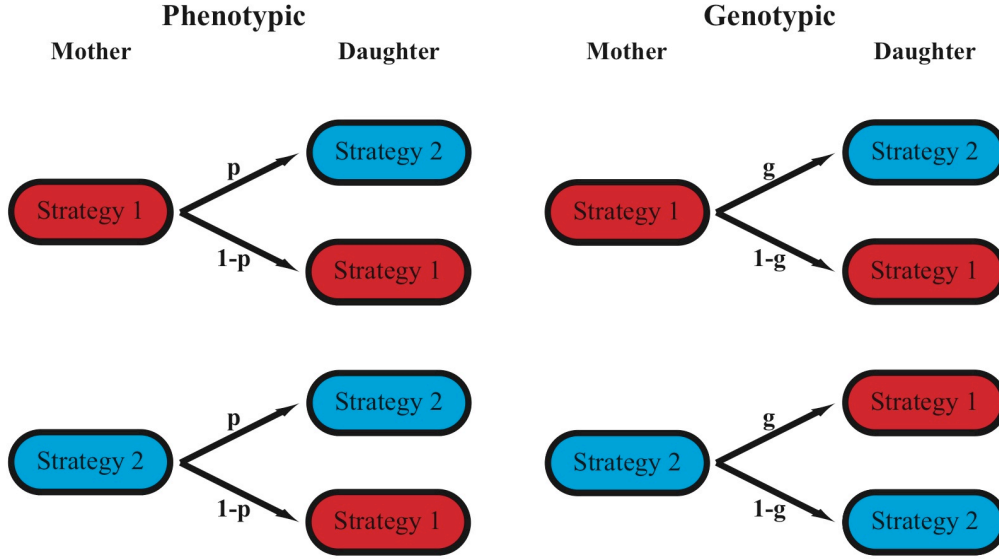 Phenotypic
Genotypic
Mother
Daughter
Mother
Daughter
Strategy 1
p
1-p
Strategy 2
Strategy 1
Strategy 1
g
1-g
Strategy 2
Strategy 1
Strategy 2
p
1-p
Strategy 2
Strategy 1
Strategy 2
g
1-g
Strategy 1
Strategy 2